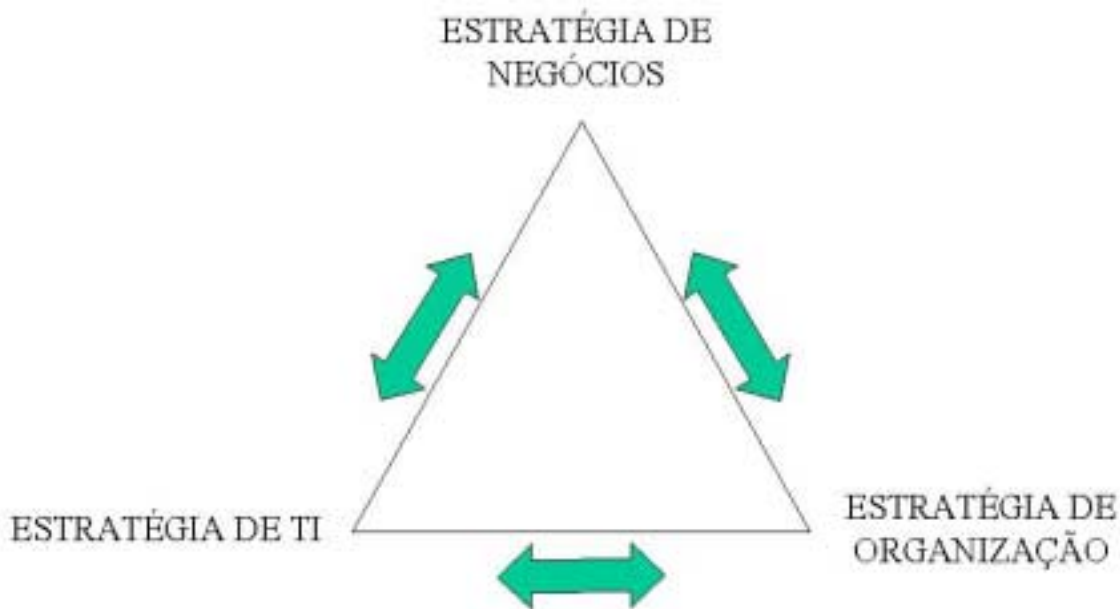 ESTRATÉGIA DE
NEGÓCIOS
ESTRATÉGIA DE TI
ESTRATÉGIA DE
ORGANIZAÇÃO